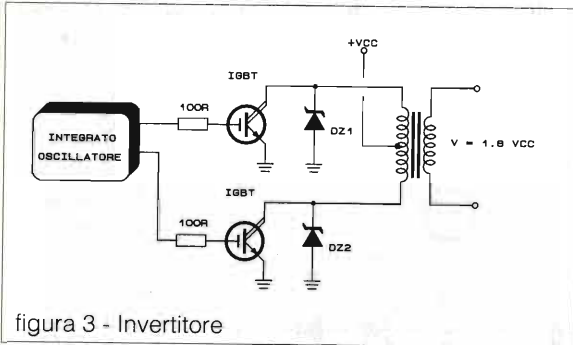 +VCC
IGBT
100R
DZ1
INTEGRATO
OSCILLATORE
V = 1.8 VCC
IGBT
100R
DZ2
figura 3 - Invertitore